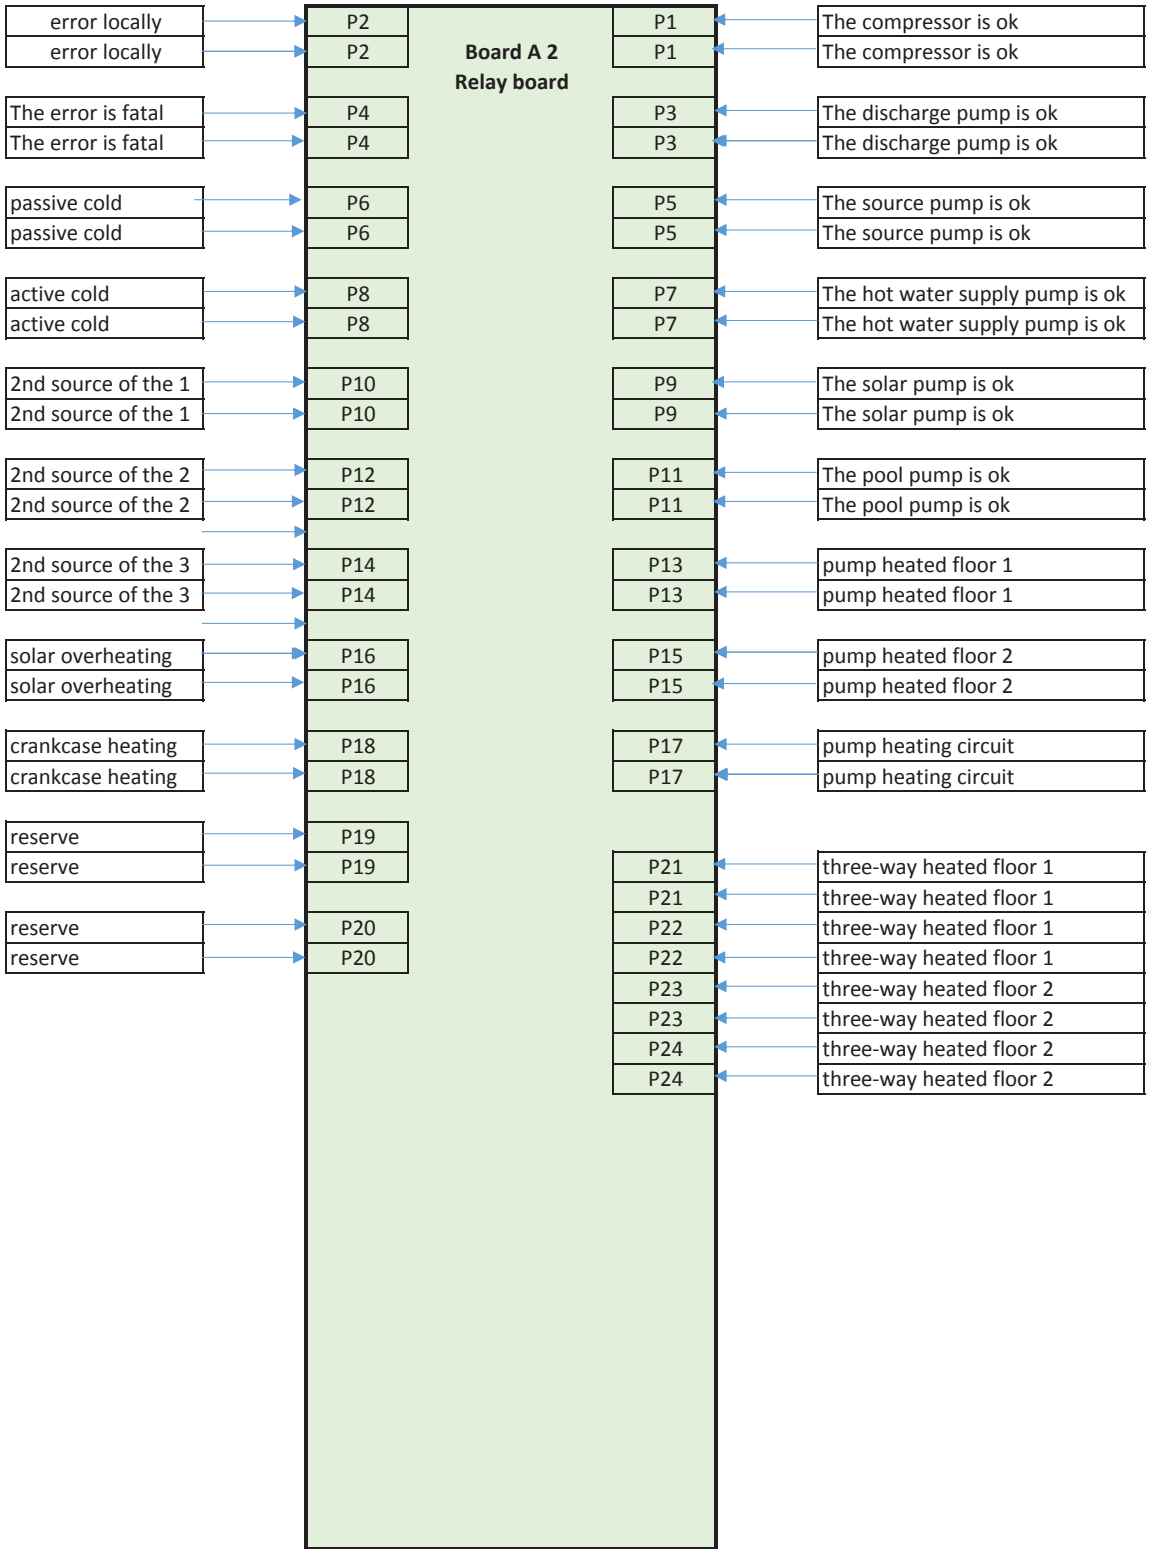 error locally P2 P1 The compressor is ok
error locally P2 Board A 2 P1 The compressor is ok
Relay board
The error is fatal P4 P3 The discharge pump is ok
The error is fatal P4 P3 The discharge pump is ok
passive cold P6 P5 The source pump is ok
passive cold P6 P5 The source pump is ok
active cold P8 P7 The hot water supply pump is ok
active cold P8 P7 The hot water supply pump is ok
2nd source of the 1 P10 P9 The solar pump is ok
2nd source of the 1 P10 P9 The solar pump is ok
2nd source of the 2 P12 P11 The pool pump is ok
2nd source of the 2 P12 P11 The pool pump is ok
2nd source of the 3 P14 P13 pump heated floor 1
2nd source of the 3 P14 P13 pump heated floor 1
solar overheating P16 P15 pump heated floor 2
solar overheating P16 P15 pump heated floor 2
crankcase heating P18 P17 pump heating circuit
crankcase heating P18 P17 pump heating circuit
reserve P19
reserve P19 P21 three-way heated floor 1
P21 three-way heated floor 1
reserve P20 P22 three-way heated floor 1
reserve P20 P22 three-way heated floor 1
P23 three-way heated floor 2
P23 three-way heated floor 2
P24 three-way heated floor 2
P24 three-way heated floor 2